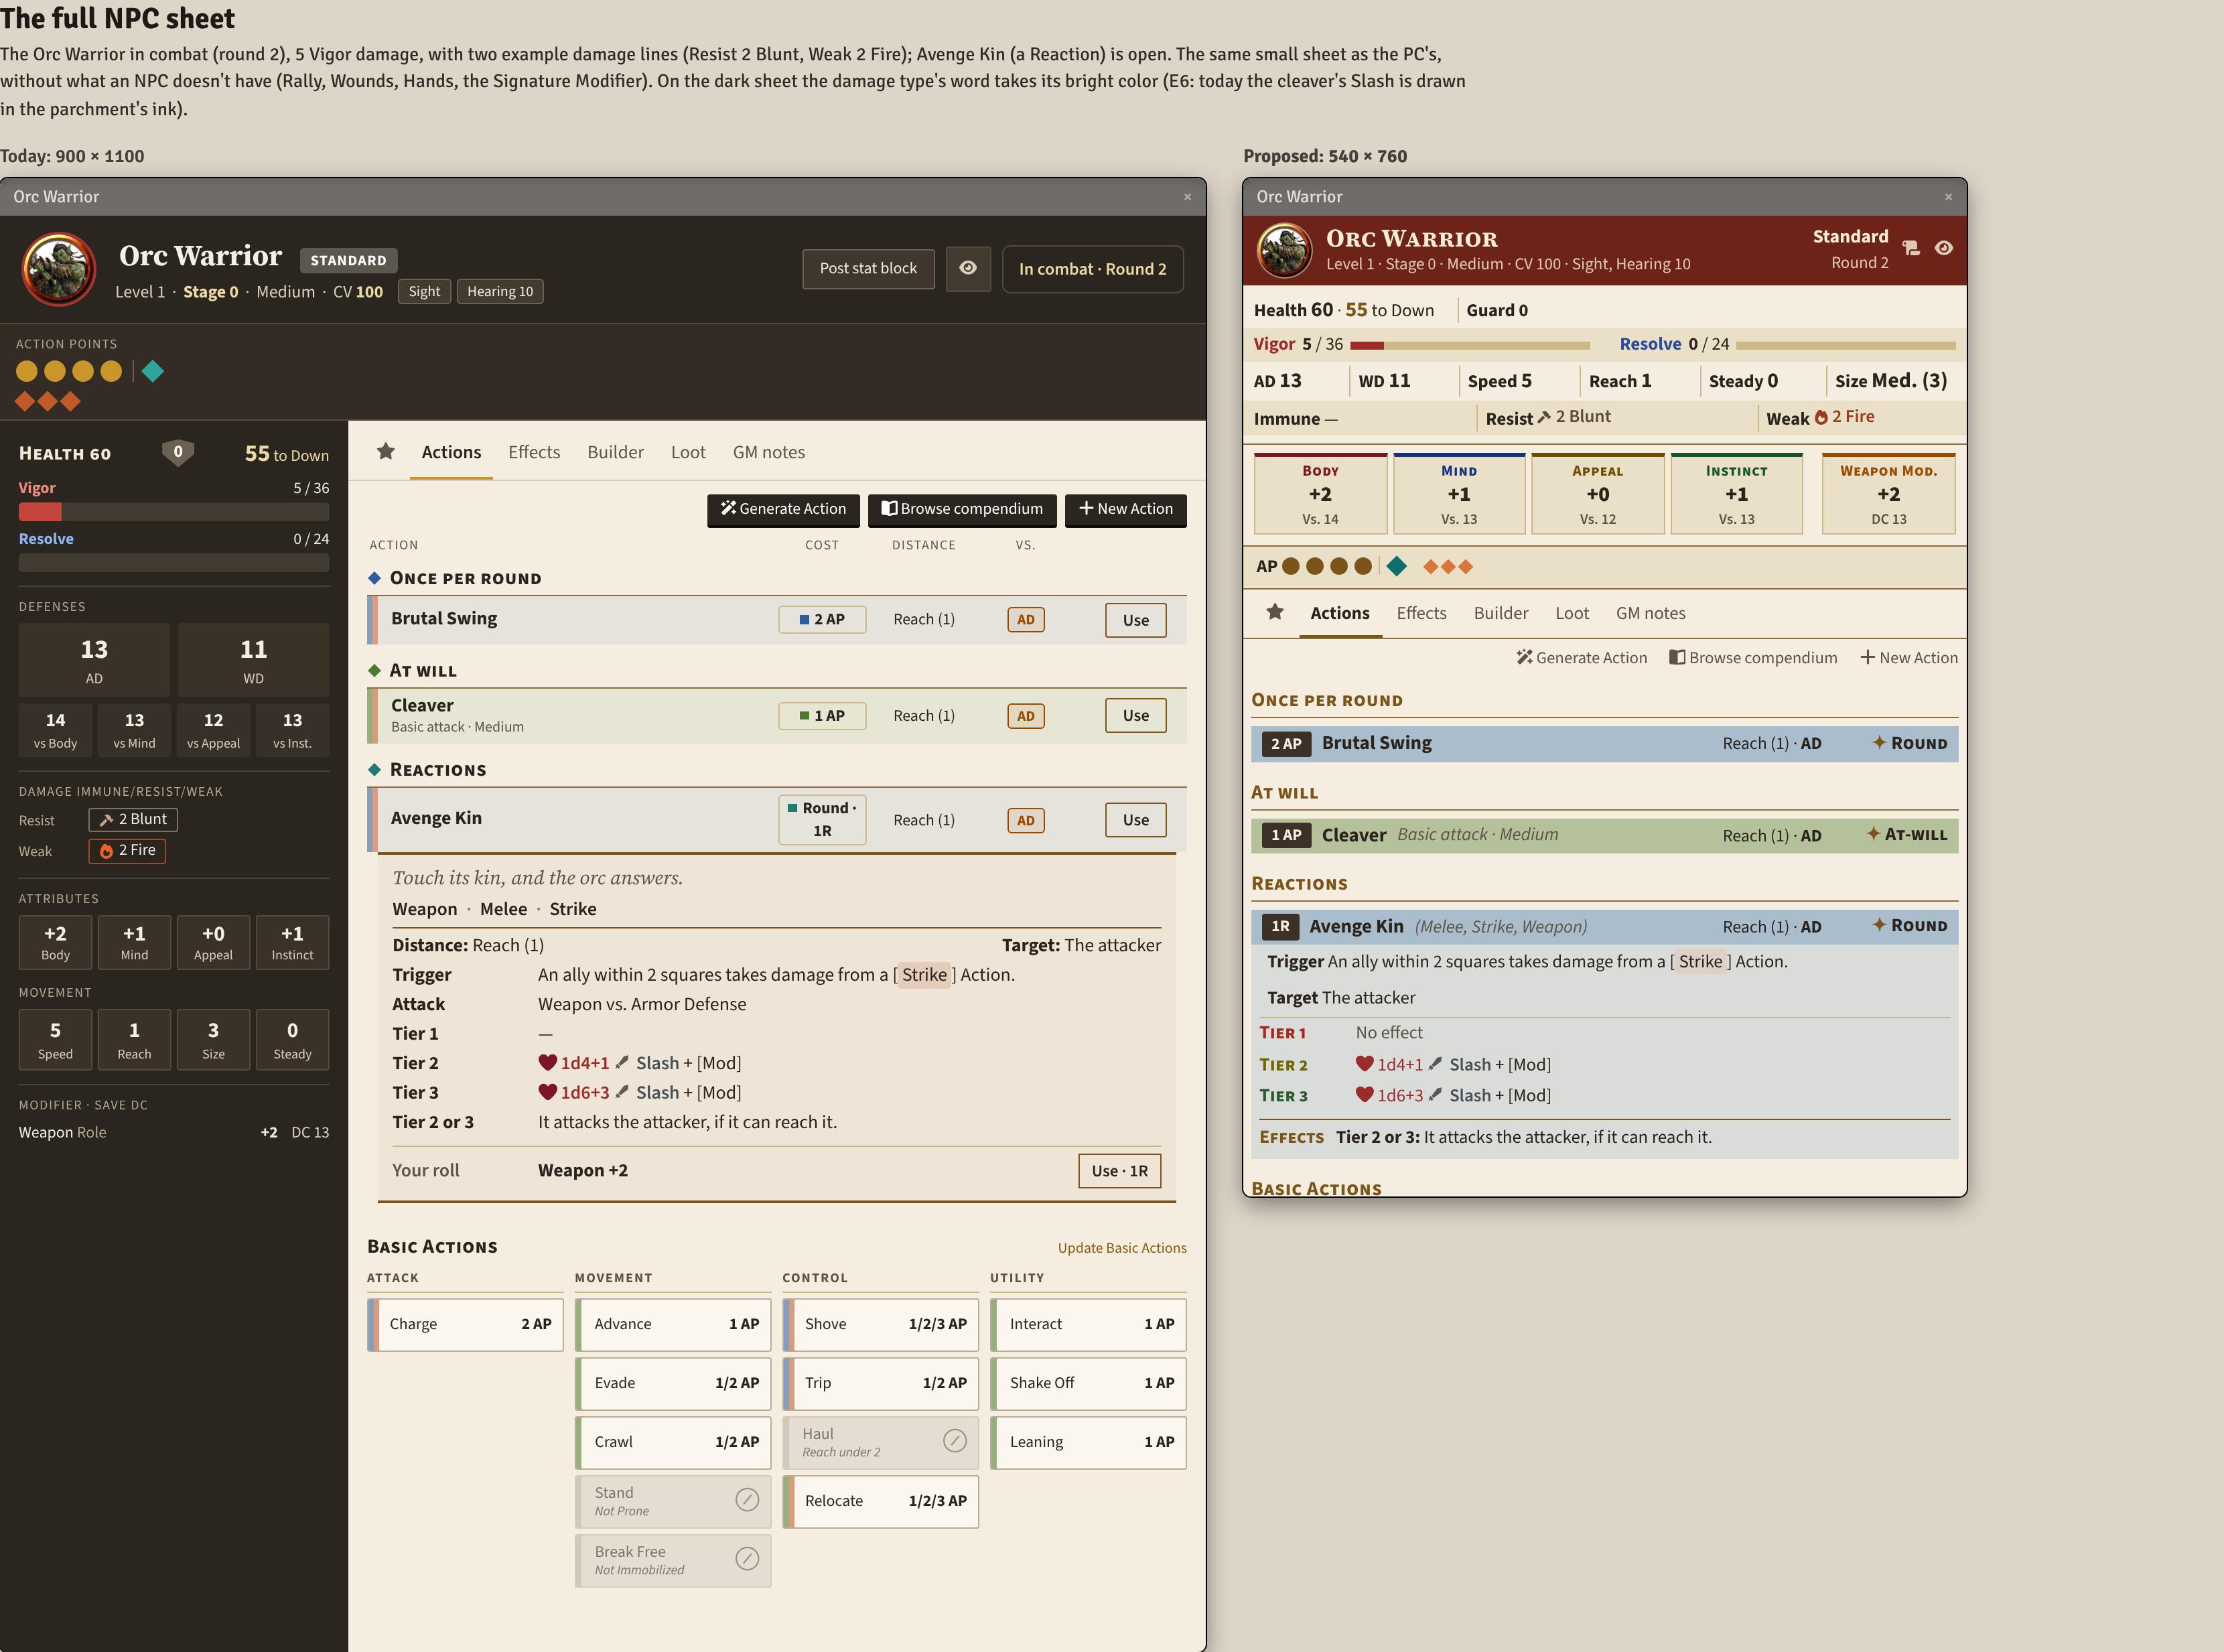 The full NPC sheet
The Orc Warrior in combat (round 2), 5 Vigor damage, with two example damage lines (Resist 2 Blunt, Weak 2 Fire); Avenge Kin (a Reaction) is open. The same small sheet as the PC's,
without what an NPC doesn't have (Rally, Wounds, Hands, the Signature Modifier). On the dark sheet the damage type's word takes its bright color (E6: today the cleaver's Slash is drawn
in the parchment's ink).
Today: 900 × 1100
Orc Warrior ×
Orc Warrior STANDARD
Level 1 · Stage 0 · Medium · CV 100 Sight Hearing 10
Post stat block In combat · Round 2
ACTION POINTS
HEALTH 60 0 55 to Down
Vigor 5 / 36
Resolve 0 / 24
DEFENSES
13 11
AD WD
14 13 12 13
vs Body vs Mind vs Appeal vs Inst.
DAMAGE IMMUNE/RESIST/WEAK
Resist 2 Blunt
Weak 2 Fire
ATTRIBUTES
+2 +1 +0 +1
Body Mind Appeal Instinct
MOVEMENT
5 1 3 0
Speed Reach Size Steady
MODIFIER · SAVE DC
Weapon Role +2 DC 13
Actions Effects Builder Loot GM notes
Generate Action Browse compendium New Action
ACTION COST DISTANCE VS.
ONCE PER ROUND
Brutal Swing 2 AP Reach (1) AD Use
AT WILL
Cleaver 1 AP Reach (1) AD Use
Basic attack · Medium
REACTIONS
Avenge Kin Round · 1R Reach (1) AD Use
Touch its kin, and the orc answers.
Weapon · Melee · Strike
Distance: Reach (1) Target: The attacker
Trigger An ally within 2 squares takes damage from a [ Strike ] Action.
Attack Weapon vs. Armor Defense
Tier 1 —
Tier 2 1d4+1 Slash + [Mod]
Tier 3 1d6+3 Slash + [Mod]
Tier 2 or 3 It attacks the attacker, if it can reach it.
Your roll Weapon +2 Use · 1R
BASIC ACTIONS Update Basic Actions
ATTACK MOVEMENT CONTROL UTILITY
Charge 2 AP Advance 1 AP Shove 1/2/3 AP Interact 1 AP
Evade 1/2 AP Trip 1/2 AP Shake Off 1 AP
Crawl 1/2 AP Haul Reach under 2 Leaning 1 AP
Stand Not Prone Relocate 1/2/3 AP
Break Free Not Immobilized
Proposed: 540 × 760
Orc Warrior ×
ORC WARRIOR Standard
Level 1 · Stage 0 · Medium · CV 100 · Sight, Hearing 10 Round 2
Health 60 · 55 to Down Guard 0
Vigor 5 / 36 Resolve 0 / 24
AD 13 WD 11 Speed 5 Reach 1 Steady 0 Size Med. (3)
Immune — Resist 2 Blunt Weak 2 Fire
BODY MIND APPEAL INSTINCT WEAPON MOD.
+2 +1 +0 +1 +2
Vs. 14 Vs. 13 Vs. 12 Vs. 13 DC 13
AP
Actions Effects Builder Loot GM notes
Generate Action Browse compendium New Action
ONCE PER ROUND
2 AP Brutal Swing Reach (1) · AD ROUND
AT WILL
1 AP Cleaver Basic attack · Medium Reach (1) · AD AT-WILL
REACTIONS
1R Avenge Kin (Melee, Strike, Weapon) Reach (1) · AD ROUND
Trigger An ally within 2 squares takes damage from a [ Strike ] Action.
Target The attacker
TIER 1 No effect
TIER 2 1d4+1 Slash + [Mod]
TIER 3 1d6+3 Slash + [Mod]
EFFECTS Tier 2 or 3: It attacks the attacker, if it can reach it.
BASIC ACTIONS